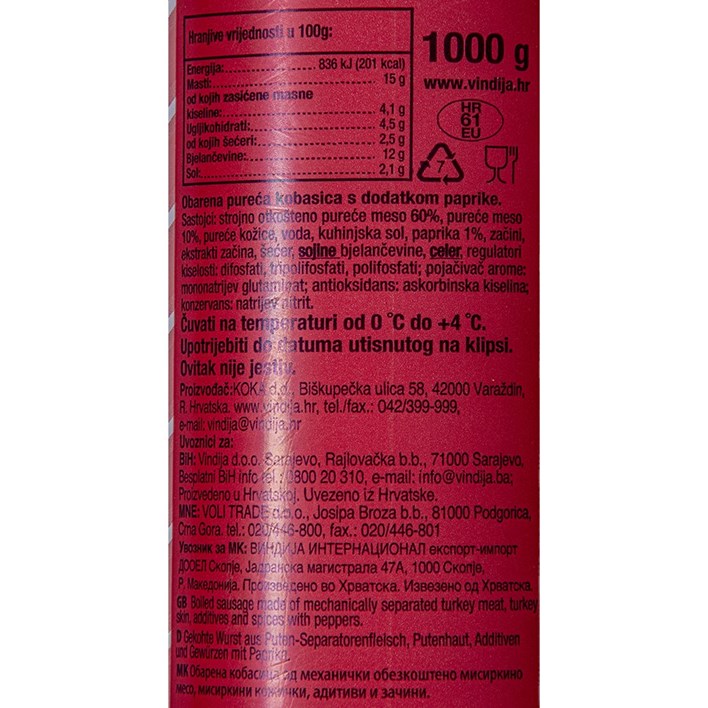 Hranjive vrijednosti u 100g:
Energija: 836 kJ (201 kcal)
Masti: 15 g
od kojih zasićene masne
kiseline: 4,1 g
Ugljikohidrati: 4,5 g
od kojih šećeri: 2,5 g
Bjelančevine: 12 g
Sol: 2,1 g
1000 g
www.vindija.hr
HR
61
EU
7
Obarena pureća kobasica s dodatkom paprike.
Sastojci: strojno otkošteno pureće meso 60%, pureće meso
10%, pureće kožice, voda, kuhinjska sol, paprika 1%, začini,
ekstrakti začina, šećer, sojine bjelančevine, celer, regulatori
kiselosti: difosfati, tripolifosfati, polifosfati; pojačivač arome:
mononatrijev glutaminat; antioksidans: askorbinska kiselina;
konzervans: natrijev nitrit.
Čuvati na temperaturi od 0 °C do +4 °C.
Upotrijebiti do datuma utisnutog na klipsi.
Ovitak nije jestiv.
Proizvođač:KOKA d.d., Biškupečka ulica 58, 42000 Varaždin,
R. Hrvatska. www.vindija.hr, tel./fax.: 042/399-999,
e-mail: vindija@vindija.hr
Uvoznici za:
BiH: Vindija d.o.o. Sarajevo, Rajlovačka b.b., 71000 Sarajevo,
Besplatni BiH info tel.: 0800 20 310, e-mail: info@vindija.ba;
Proizvedeno u Hrvatskoj. Uvezeno iz Hrvatske.
MNE: VOLI TRADE d.o.o., Josipa Broza b.b., 81000 Podgorica,
Crna Gora. tel.: 020/446-800, fax.: 020/446-801
Увозник за МК: ВИНДИЈА ИНТЕРНАЦИОНАЛ експорт-импорт
ДООЕЛ Скопје, Јадранска магистрала 47А, 1000 Скопје,
Р. Македонија. Произведено во Хрватска. Извезено од Хрватска.
GB Boiled sausage made of mechanically separated turkey meat, turkey
skin, additives and spices with peppers.
D Gekohte Wurst aus Puten-Separatorenfleisch, Putenhaut, Additiven
und Gewürzen mit Paprika.
МК Обарена кобасица од механички обезкоштено мисиркино
месо, мисиркини кожички, адитиви и зачини.